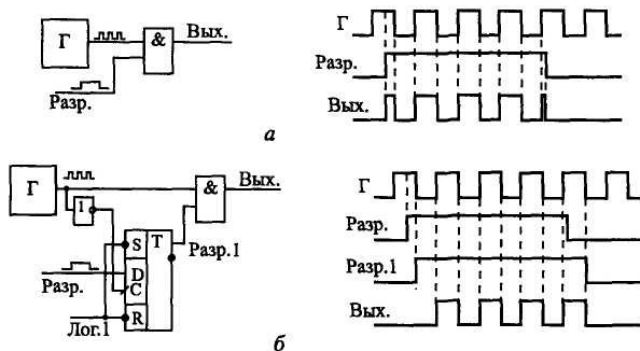 Г
&
Вых.
Разр.
а
Г
Разр.
Вых.
Г
1
&
Вых.
S T
D
C
R
Разр.1
Разр.
Лог.1
б
Г
Разр.
Разр.1
Вых.